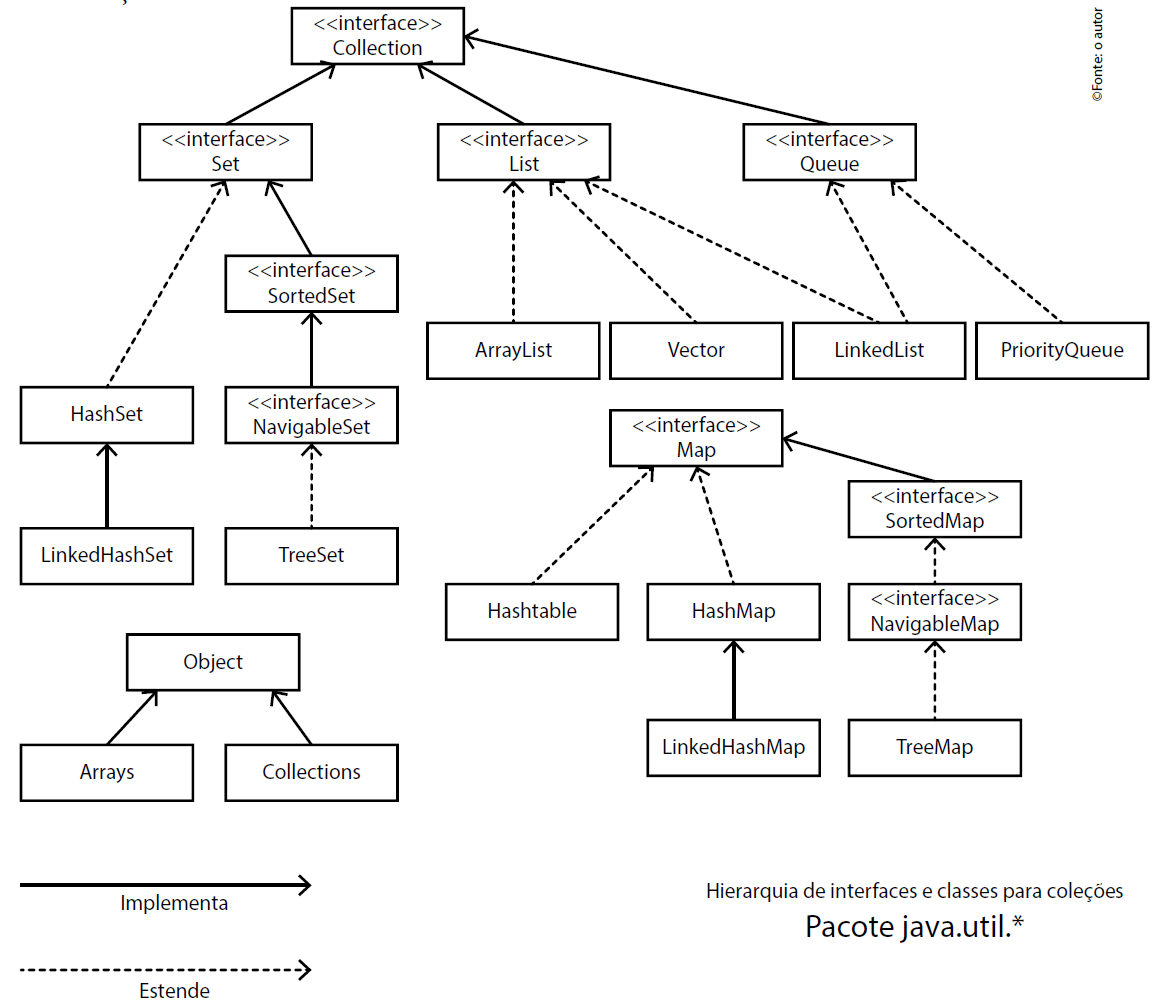 <<interface>>
Collection
©Fonte: o autor
<<interface>>
Set
<<interface>>
List
<<interface>>
Queue
<<interface>>
SortedSet
ArrayList
Vector
LinkedList
PriorityQueue
HashSet
<<interface>>
NavigableSet
<<interface>>
Map
<<interface>>
SortedMap
LinkedHashSet
TreeSet
Hashtable
HashMap
<<interface>>
NavigableMap
Object
LinkedHashMap
TreeMap
Arrays
Collections
Implementa
Estende
Hierarquia de interfaces e classes para coleções
Pacote java.util.*